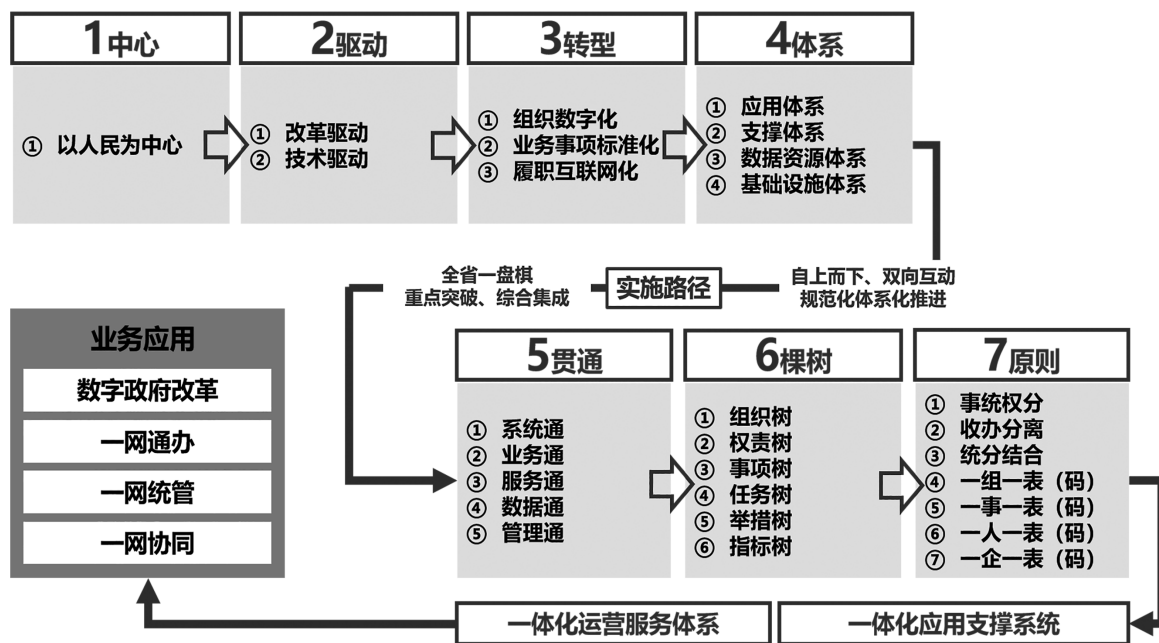 1中心
① 以人民为中心
2驱动
① 改革驱动
② 技术驱动
3转型
① 组织数字化
② 业务事项标准化
③ 履职互联网化
4体系
① 应用体系
② 支撑体系
③ 数据资源体系
④ 基础设施体系
全省一盘棋
重点突破、综合集成
实施路径
自上而下、双向互动
规范化体系化推进
业务应用
数字政府改革
一网通办
一网统管
一网协同
5贯通
① 系统通
② 业务通
③ 服务通
④ 数据通
⑤ 管理通
6棵树
① 组织树
② 权责树
③ 事项树
④ 任务树
⑤ 举措树
⑥ 指标树
7原则
① 事统权分
② 收办分离
③ 统分结合
④ 一组一表（码）
⑤ 一事一表（码）
⑥ 一人一表（码）
⑦ 一企一表（码）
一体化运营服务体系
一体化应用支撑系统